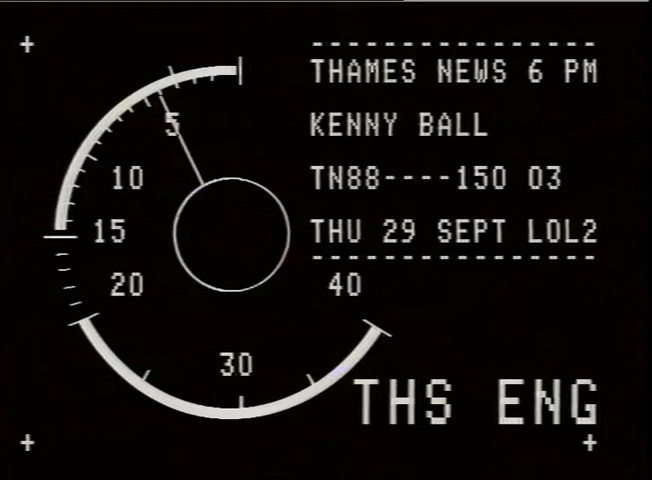 THAMES NEWS 6 PM
KENNY BALL
TN88----150 03
THU 29 SEPT LOL2
5
10
15
20
30
40
THS ENG